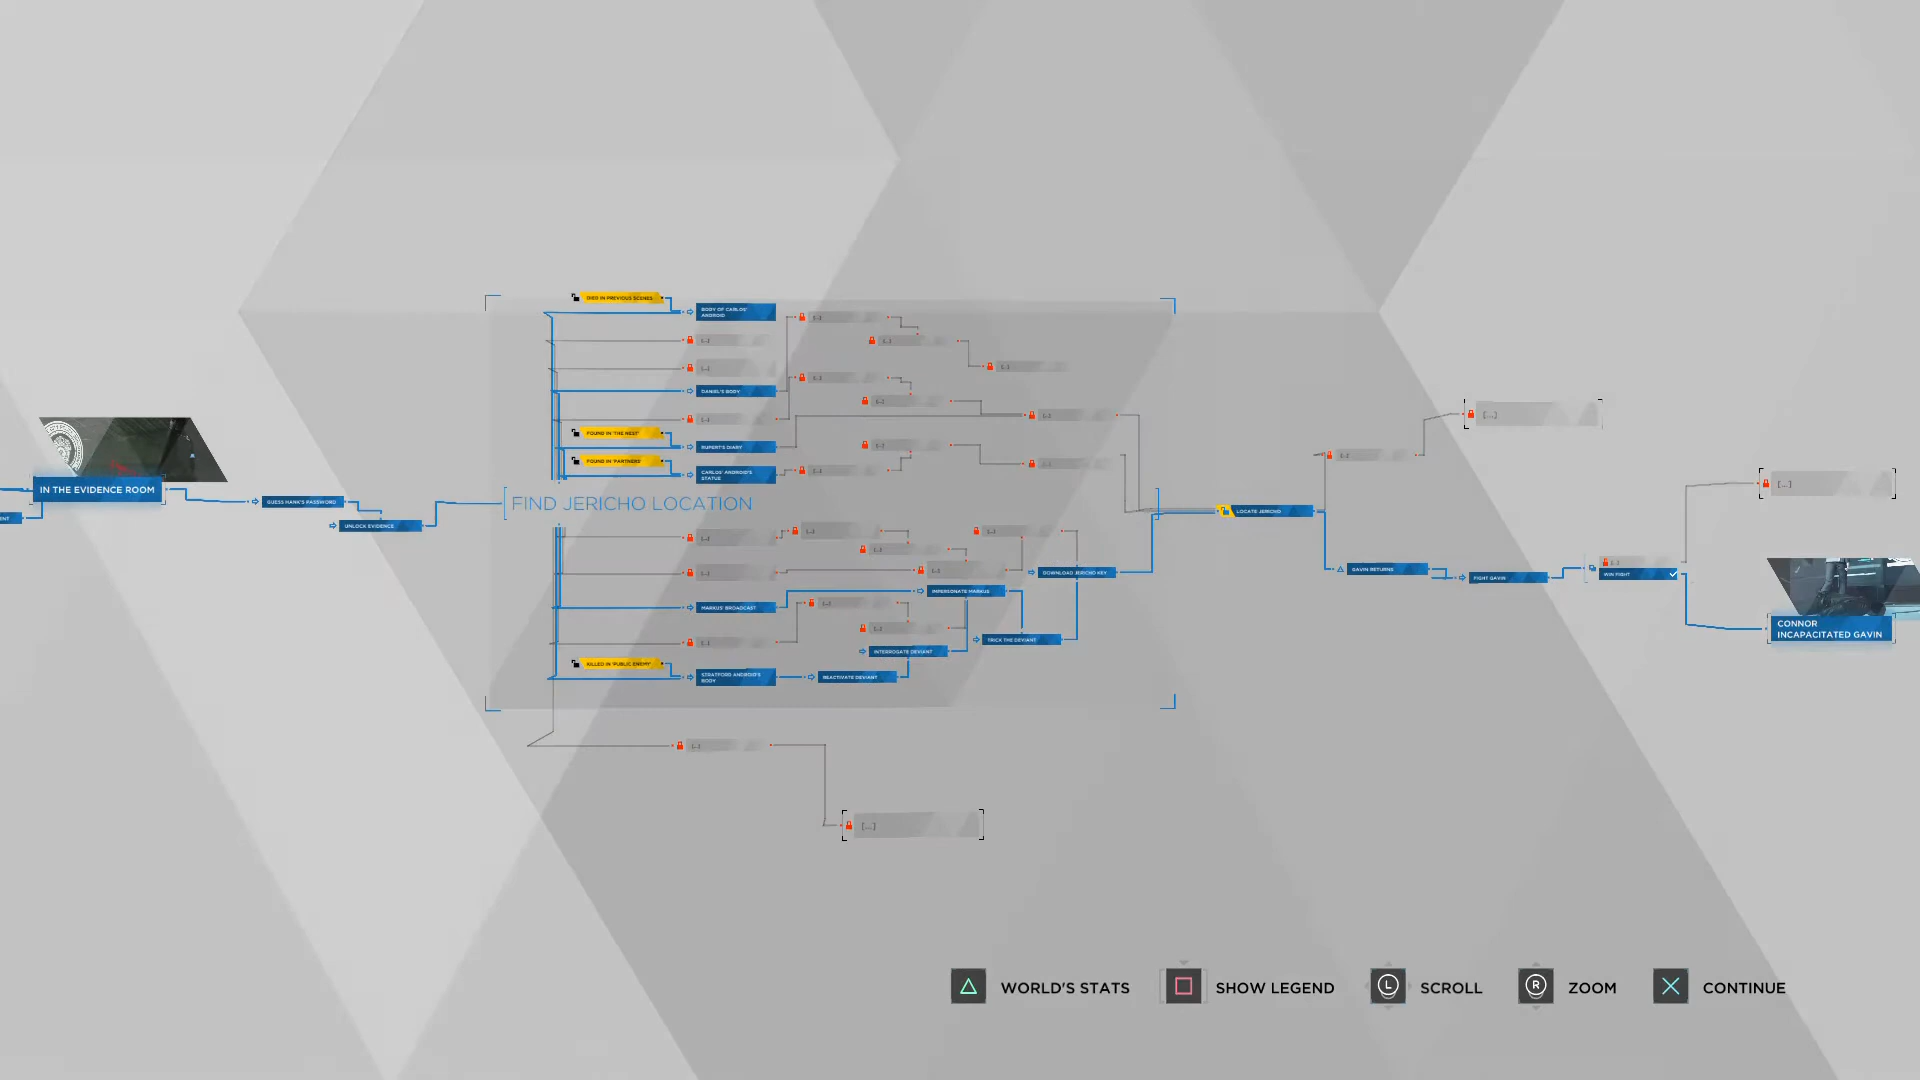 DIED IN PREVIOUS SCENES
BODY OF CARLOS'
ANDROID
[...]
[...]
[...]
[...]
[...]
[...]
DANIEL'S BODY
[...]
[...]
[...]
FOUND IN 'THE NEST'
RUPERT'S DIARY
[...]
[...]
FOUND IN 'PARTNERS'
CARLOS' ANDROID'S
STATUE
[...]
[...]
[...]
[...]
IN THE EVIDENCE ROOM
GUESS HANK'S PASSWORD
UNLOCK EVIDENCE
FIND JERICHO LOCATION
LOCATE JERICHO
[...]
[...]
[...]
[...]
[...]
[...]
DOWNLOAD JERICHO KEY
GAVIN RETURNS
FIGHT GAVIN
[...]
WIN FIGHT
MARKUS' BROADCAST
IMPERSONATE MARKUS
[...]
[...]
[...]
TRICK THE DEVIANT
INTERROGATE DEVIANT
CONNOR
INCAPACITATED GAVIN
KILLED IN 'PUBLIC ENEMY'
STRATFORD ANDROID'S
BODY
REACTIVATE DEVIANT
[...]
[...]
WORLD'S STATS
SHOW LEGEND
L
SCROLL
R
ZOOM
CONTINUE